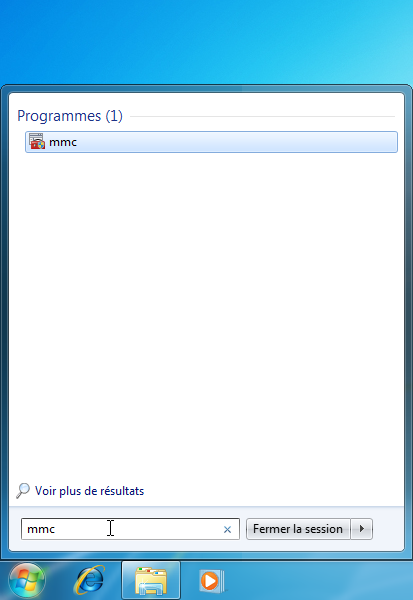 Programmes (1)
mmc
Voir plus de résultats
mmc
Fermer la session